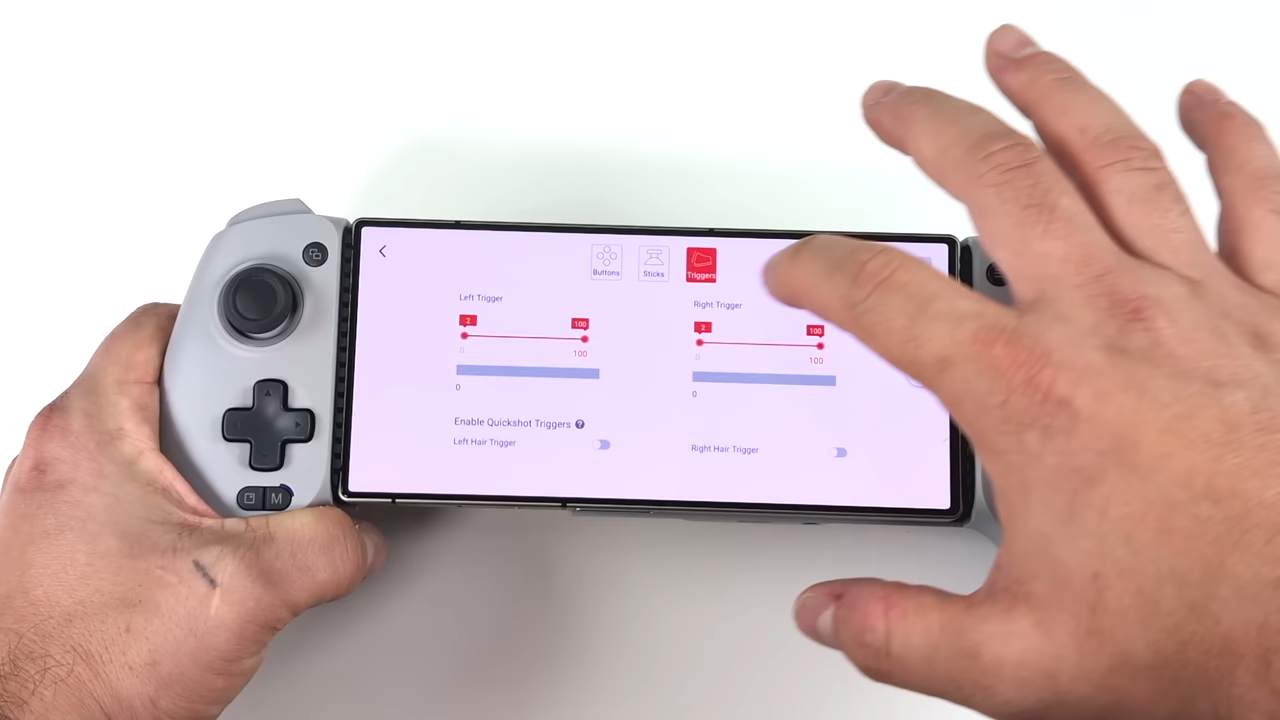 Buttons
Sticks
Triggers
Left Trigger
2
100
0
100
0
Right Trigger
2
100
0
100
0
Enable Quickshot Triggers ?
Left Hair Trigger
Right Hair Trigger
M